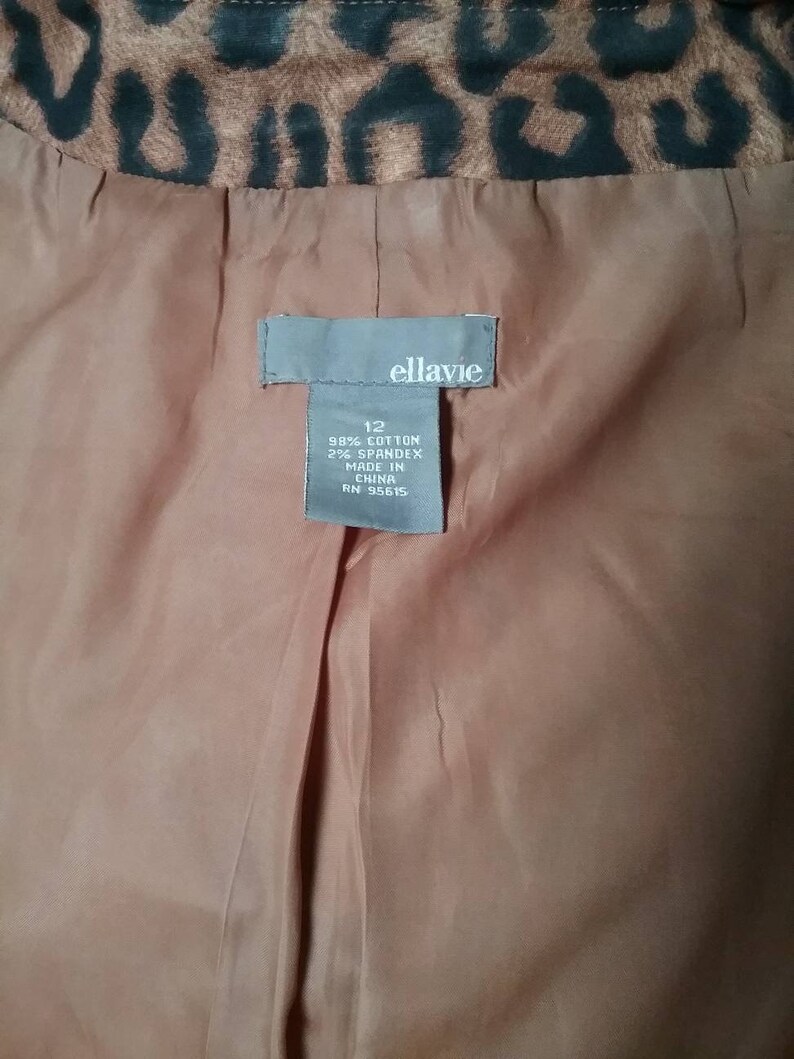 ellavie
12
98% COTTON
2% SPANDEX
MADE IN
CHINA
RN 95615